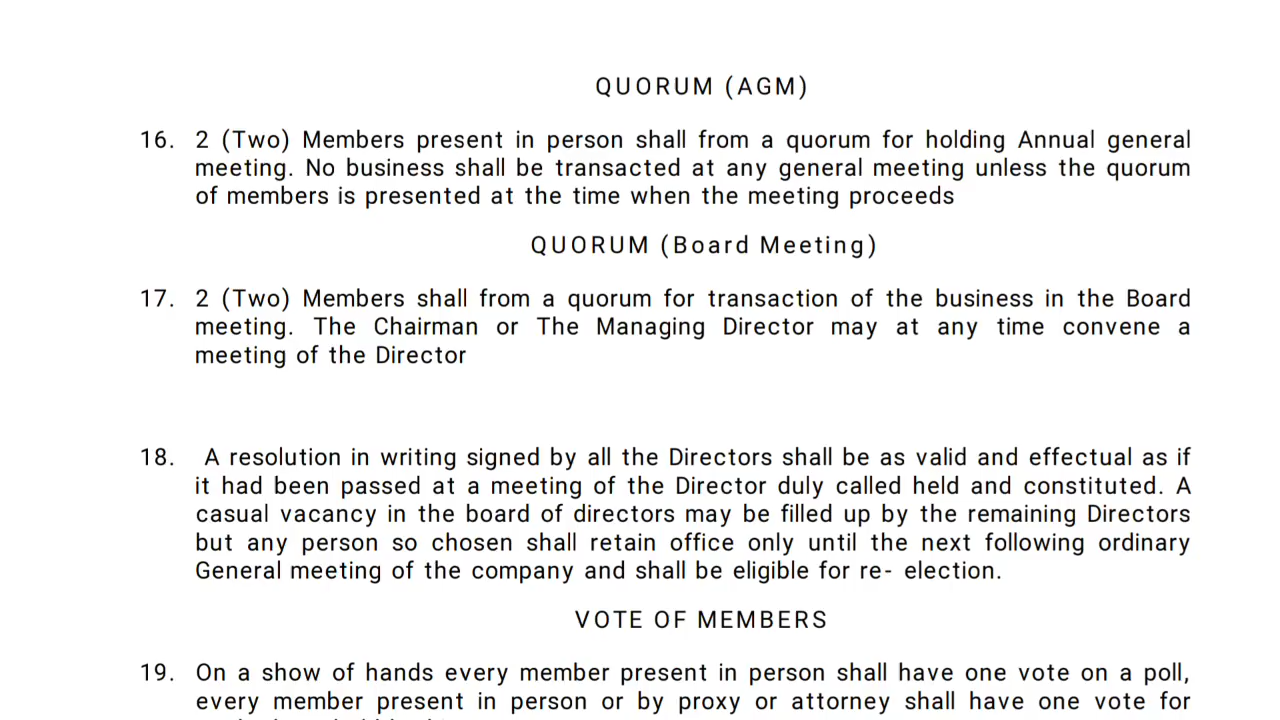 QUORUM (AGM)
16. 2 (Two) Members present in person shall from a quorum for holding Annual general
meeting. No business shall be transacted at any general meeting unless the quorum
of members is presented at the time when the meeting proceeds
QUORUM (Board Meeting)
17. 2 (Two) Members shall from a quorum for transaction of the business in the Board
meeting. The Chairman or The Managing Director may at any time convene a
meeting of the Director
18. A resolution in writing signed by all the Directors shall be as valid and effectual as if
it had been passed at a meeting of the Director duly called held and constituted. A
casual vacancy in the board of directors may be filled up by the remaining Directors
but any person so chosen shall retain office only until the next following ordinary
General meeting of the company and shall be eligible for re- election.
VOTE OF MEMBERS
19. On a show of hands every member present in person shall have one vote on a poll,
every member present in person or by proxy or attorney shall have one vote for